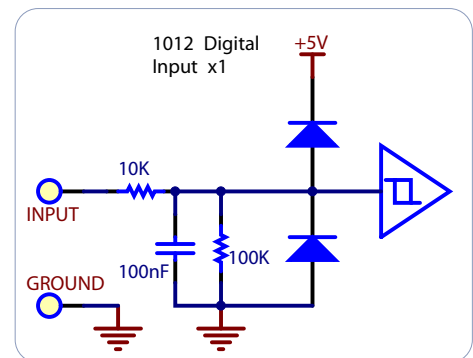 1012 Digital
Input x1
+5V
10K
INPUT
100nF
100K
GROUND